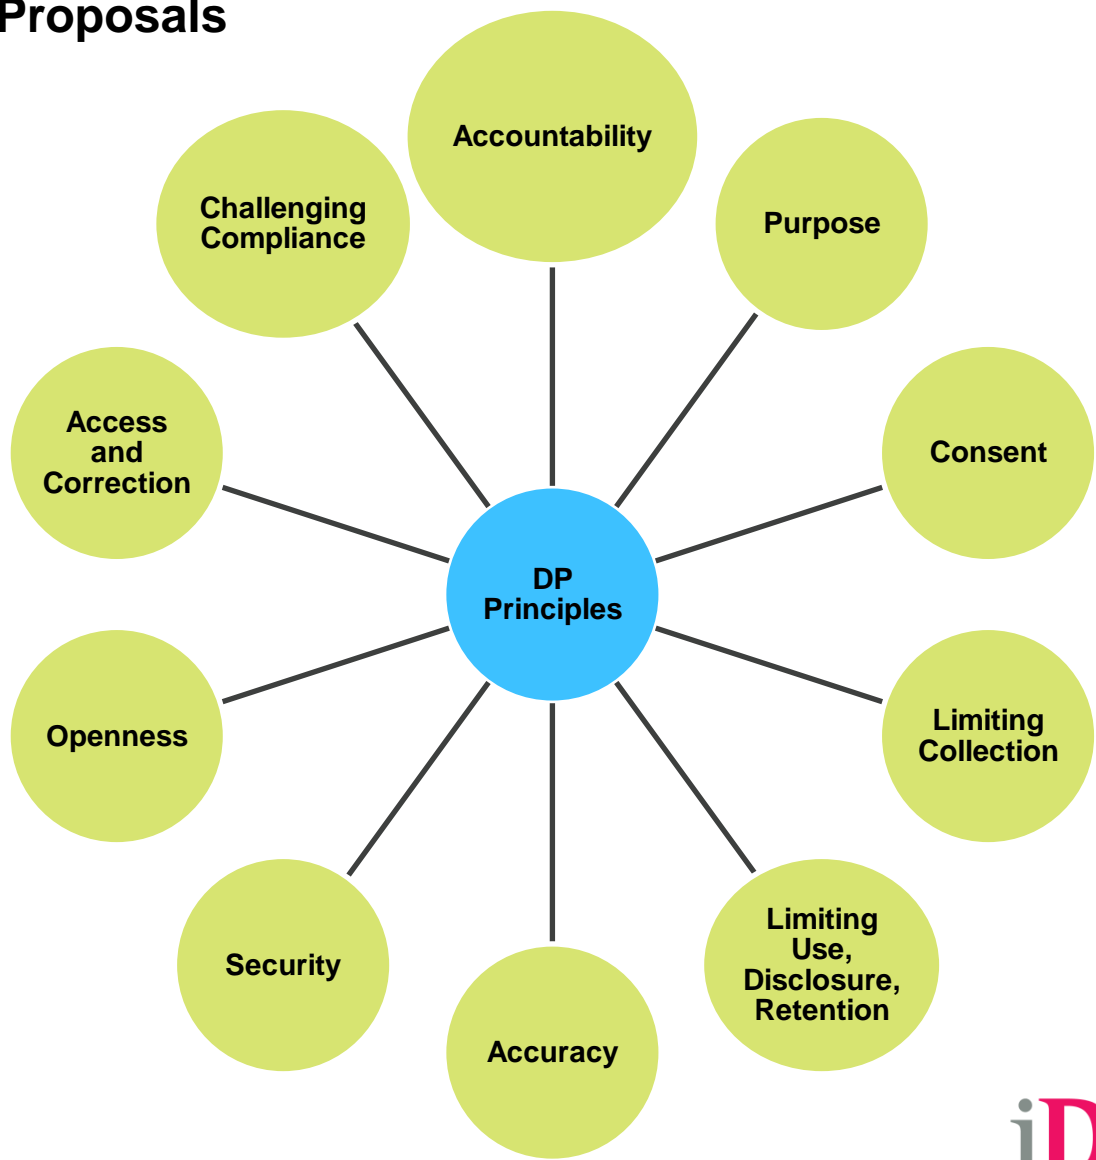 Proposals
Accountability
Purpose
Consent
Limiting
Collection
Limiting
Use,
Disclosure,
Retention
Accuracy
Security
Openness
Access
and
Correction
Challenging
Compliance
DP
Principles
iD